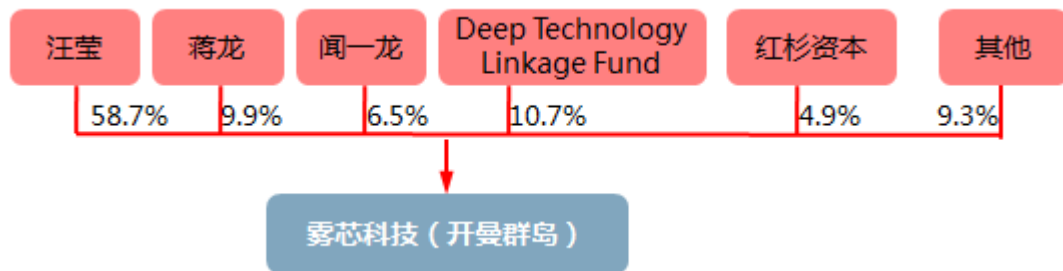 汪莹
蒋龙
闻一龙
Deep Technology
Linkage Fund
红杉资本
其他
58.7%
9.9%
6.5%
10.7%
4.9%
9.3%
雾芯科技（开曼群岛）